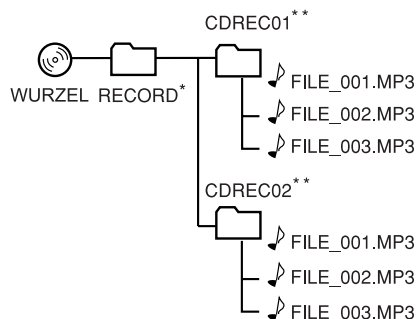 CDREC01**
WURZEL RECORD*
FILE_001.MP3
FILE_002.MP3
FILE_003.MP3
CDREC02**
FILE_001.MP3
FILE_002.MP3
FILE_003.MP3